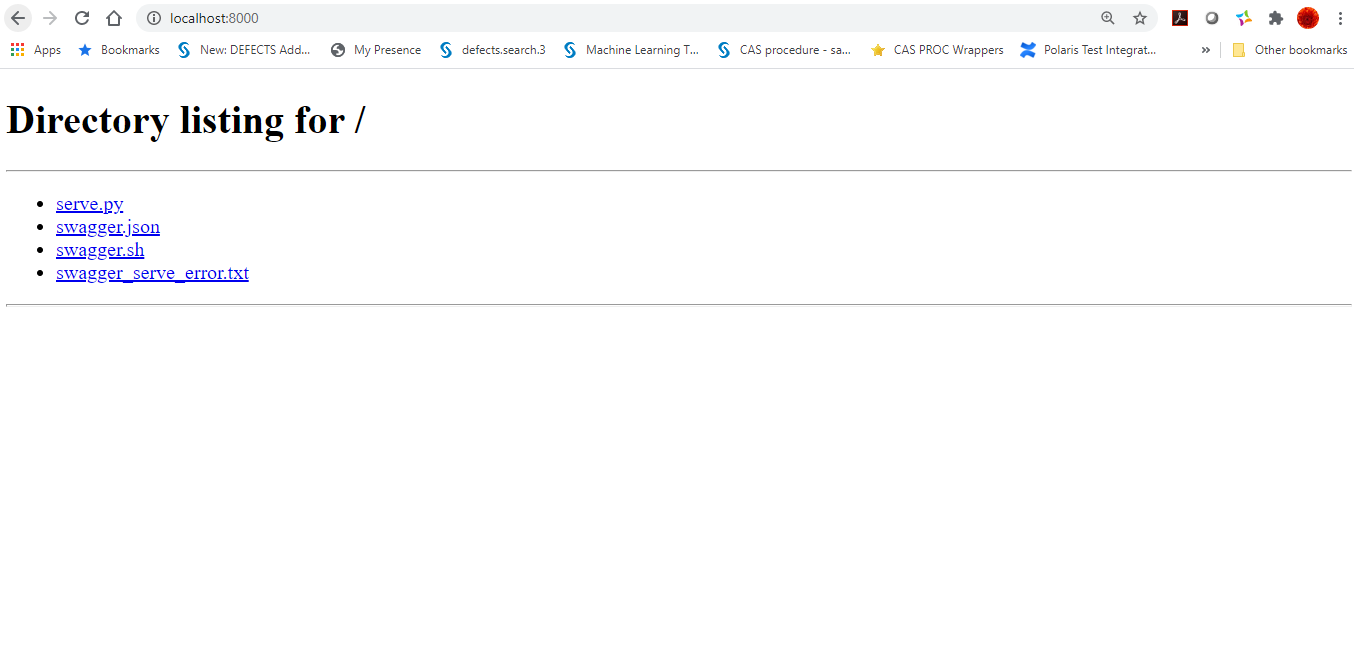 localhost:8000
Apps Bookmarks New: DEFECTS Add... My Presence defects.search.3 Machine Learning T... CAS procedure - sa... CAS PROC Wrappers Polaris Test Integrat... » Other bookmarks
Directory listing for /
• serve.py
• swagger.json
• swagger.sh
• swagger_serve_error.txt